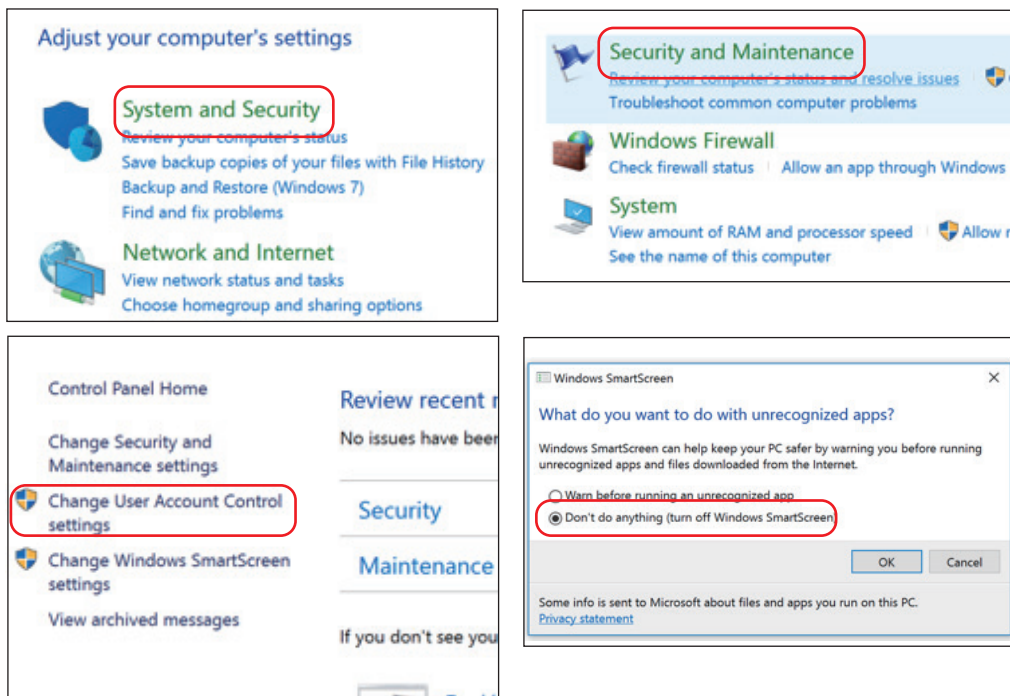 Adjust your computer's settings
System and Security
Review your computer's status
Save backup copies of your files with File History
Backup and Restore (Windows 7)
Find and fix problems
Network and Internet
View network status and tasks
Choose homegroup and sharing options
Security and Maintenance
Review your computer's status and resolve issues
Troubleshoot common computer problems
Windows Firewall
Check firewall status Allow an app through Windows
System
View amount of RAM and processor speed Allow
See the name of this computer
Control Panel Home
Change Security and
Maintenance settings
Change User Account Control
settings
Change Windows SmartScreen
settings
View archived messages
Review recent
No issues have been
Security
Maintenance
If you don't see you
Windows SmartScreen
What do you want to do with unrecognized apps?
Windows SmartScreen can help keep your PC safer by warning you before running
unrecognized apps and files downloaded from the Internet.
Warn before running an unrecognized app
Don't do anything (turn off Windows SmartScreen)
OK Cancel
Some info is sent to Microsoft about files and apps you run on this PC.
Privacy statement